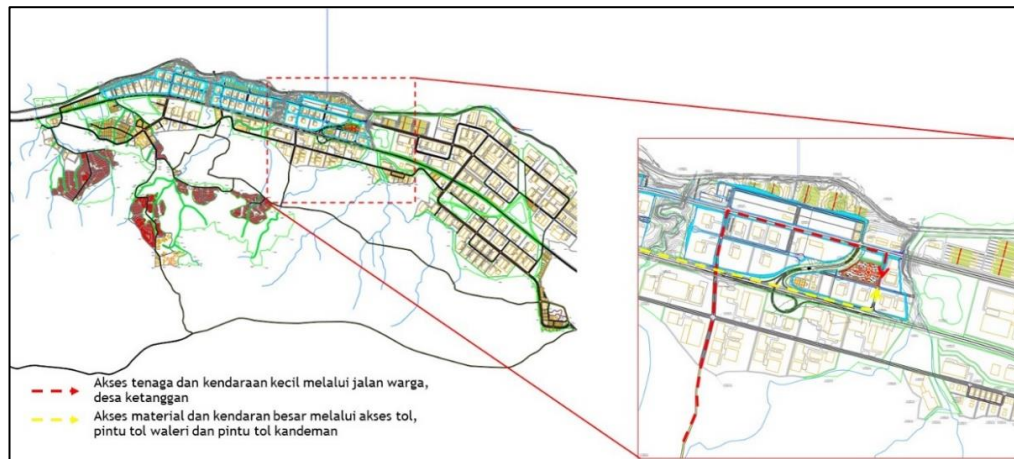 Akses tenaga dan kendaraan kecil melalui jalan warga,
desa ketanggan
Akses material dan kendaran besar melalui akses tol,
pintu tol waleri dan pintu tol kandeman